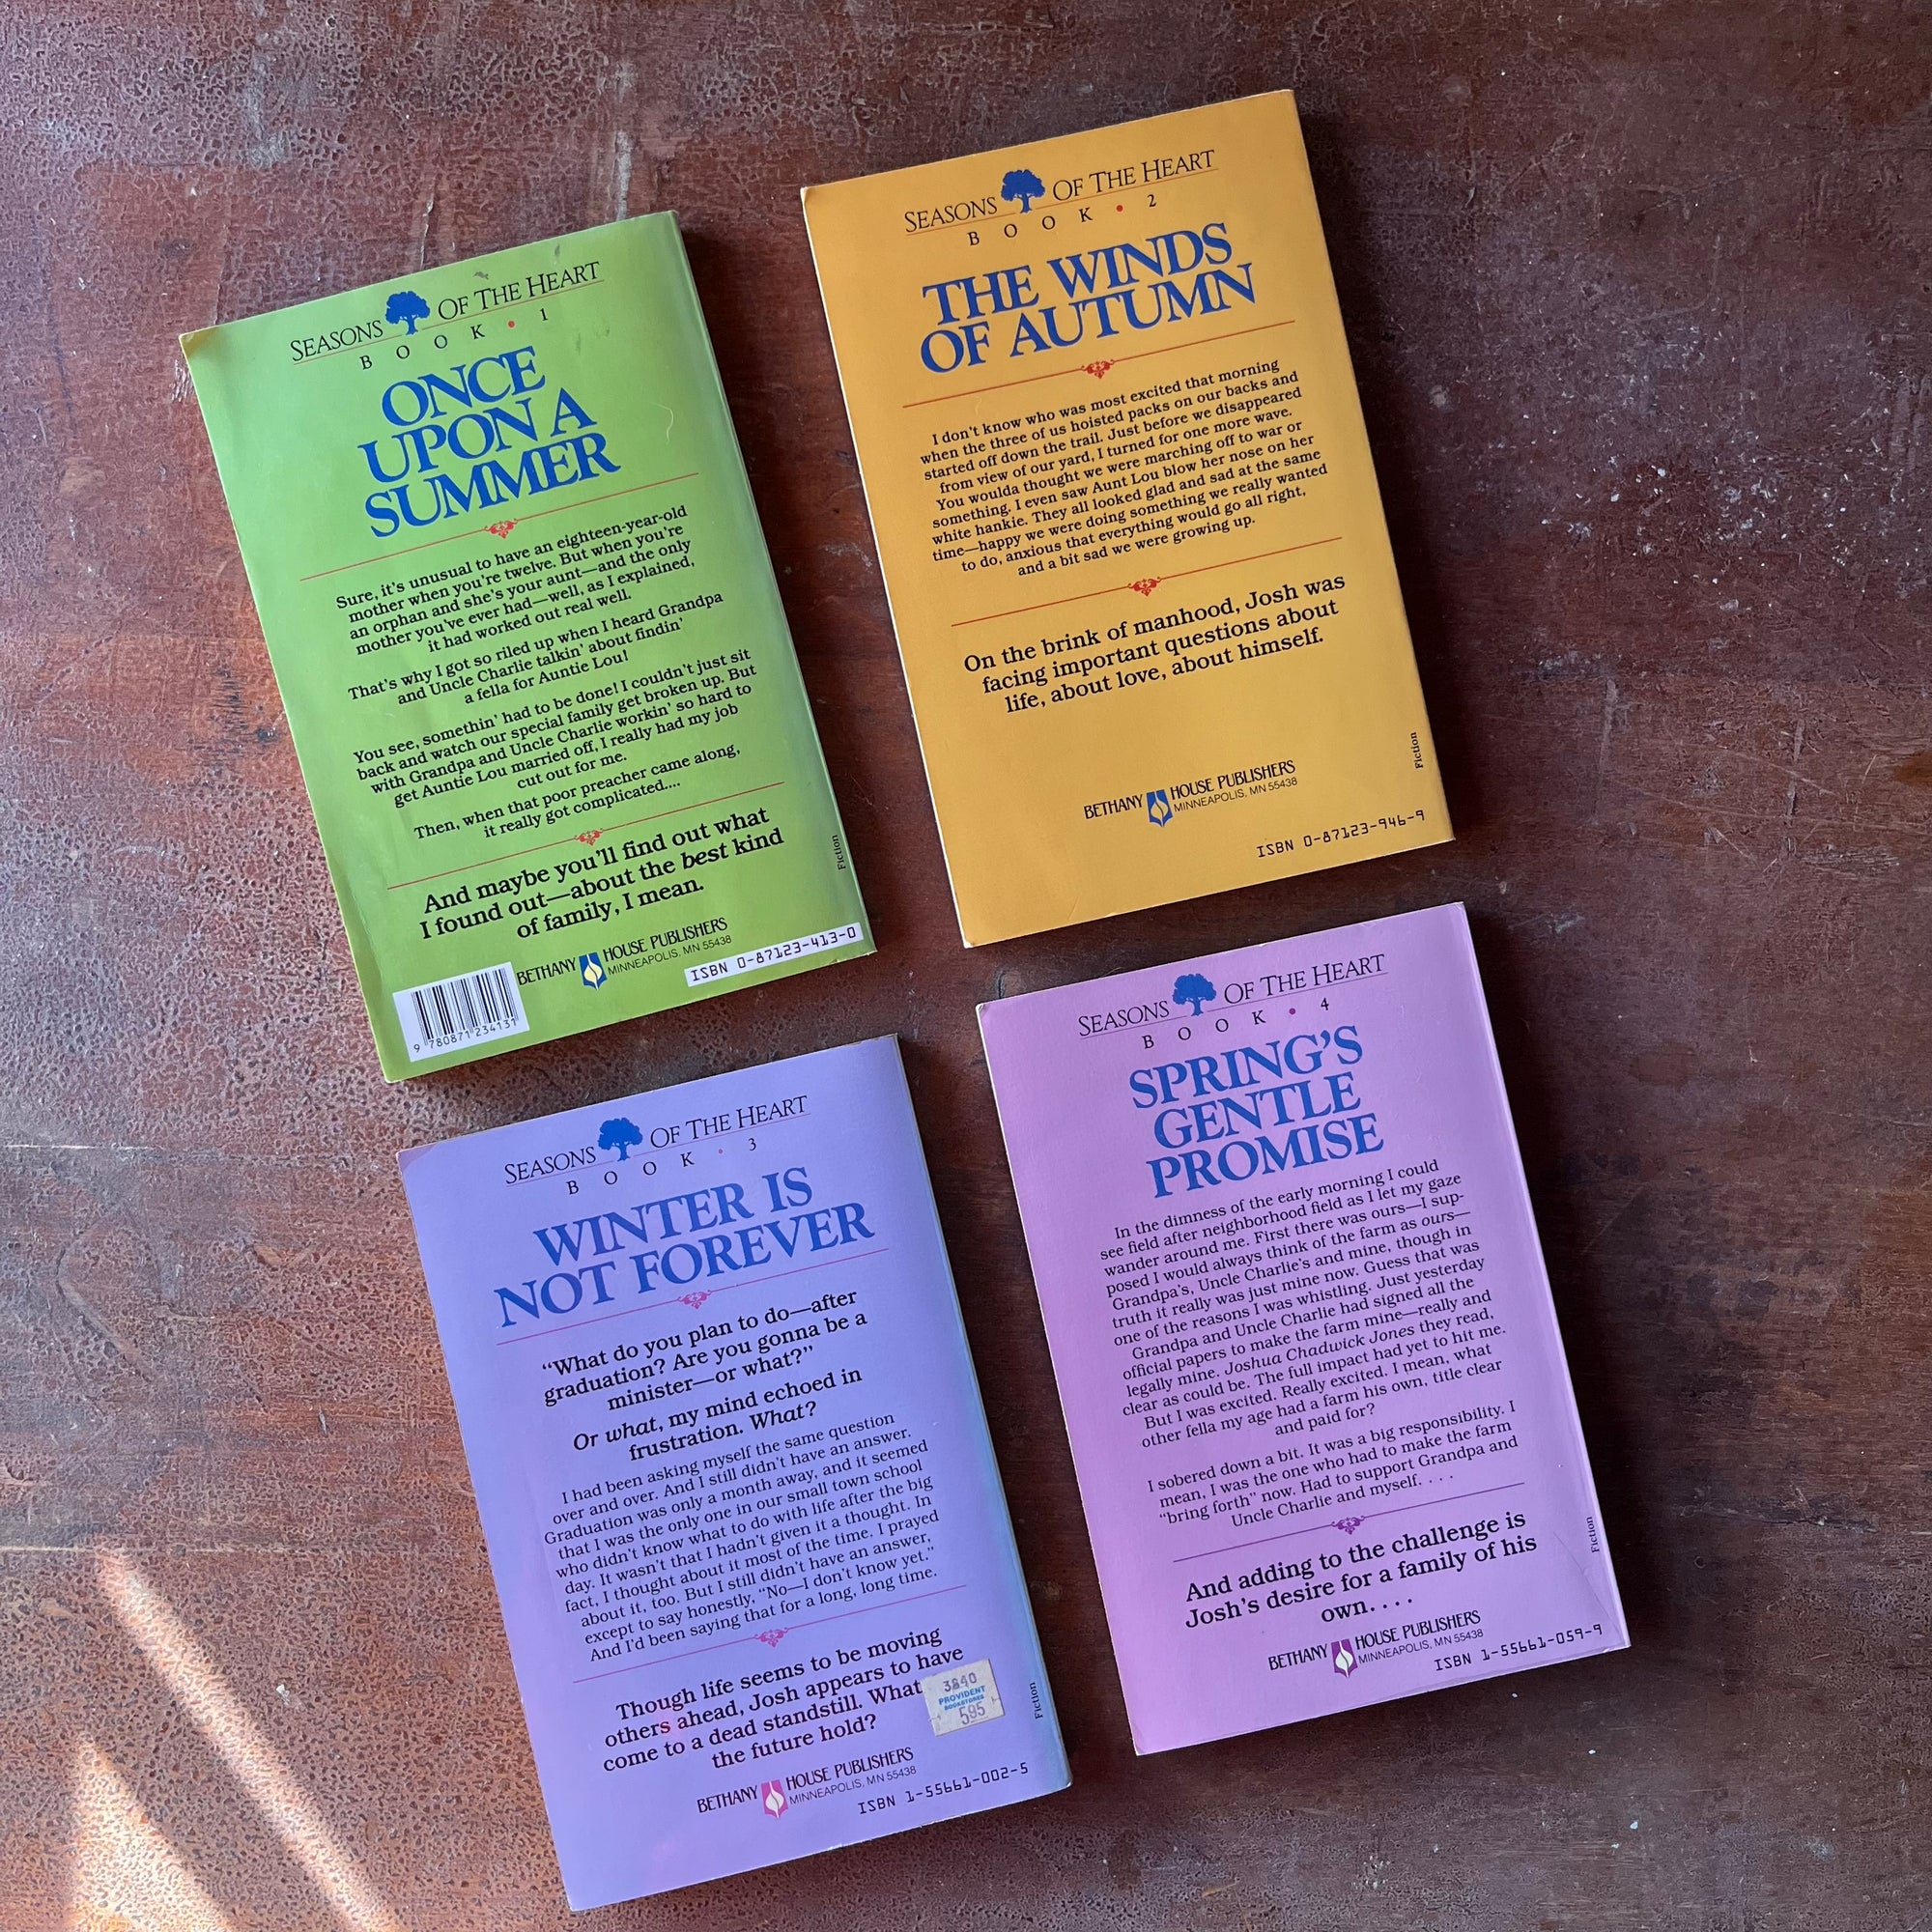 SEASONS OF THE HEART
BOOK • 1
ONCE
UPON A
SUMMER
Sure, it's unusual to have an eighteen-year-old
mother when you're twelve. But when you're
an orphan and she's your aunt—and the only
mother you've ever had—well, as I explained,
it had worked out real well.
That's why I got so riled up when I heard Grandpa
and Uncle Charlie talkin' about findin'
a fella for Auntie Lou!
You see, somethin' had to be done! I couldn't just sit
back and watch our special family get broken up. But
with Grandpa and Uncle Charlie workin' so hard to
get Auntie Lou married off, I really had my job
cut out for me.
Then, when that poor preacher came along,
it really got complicated....
And maybe you'll find out what
I found out—about the best kind
of family, I mean.
BETHANY HOUSE PUBLISHERS
MINNEAPOLIS, MN 55438
ISBN 0-87123-413-0
9 780871 234131
Fiction
SEASONS OF THE HEART
BOOK • 2
THE WINDS
OF AUTUMN
I don't know who was most excited that morning
when the three of us hoisted packs on our backs and
started off down the trail. Just before we disappeared
from view of our yard, I turned for one more wave.
You woulda thought we were marching off to war or
something. I even saw Aunt Lou blow her nose on her
white hankie. They all looked glad and sad at the same
time—happy we were doing something we really wanted
to do, anxious that everything would go all right,
and a bit sad we were growing up.
On the brink of manhood, Josh was
facing important questions about
life, about love, about himself.
BETHANY HOUSE PUBLISHERS
MINNEAPOLIS, MN 55438
ISBN 0-87123-946-9
Fiction
SEASONS OF THE HEART
BOOK • 3
WINTER IS
NOT FOREVER
"What do you plan to do—after
graduation? Are you gonna be a
minister—or what?"
Or what, my mind echoed in
frustration. What?
I had been asking myself the same question
over and over. And I still didn't have an answer.
Graduation was only a month away, and it seemed
that I was the only one in our small town school
who didn't know what to do with life after the big
day. It wasn't that I hadn't given it a thought. In
fact, I thought about it most of the time. I prayed
about it, too. But I still didn't have an answer,
except to say honestly, "No—I don't know yet."
And I'd been saying that for a long, long time.
Though life seems to be moving
others ahead, Josh appears to have
come to a dead standstill. What
the future hold?
3840
PROVIDENT
BOOKSTORES
595
BETHANY HOUSE PUBLISHERS
MINNEAPOLIS, MN 55438
ISBN 1-55661-002-5
Fiction
SEASONS OF THE HEART
BOOK • 4
SPRING'S
GENTLE
PROMISE
In the dimness of the early morning I could
see field after neighborhood field as I let my gaze
wander around me. First there was ours—I sup-
posed I would always think of the farm as ours—
Grandpa's, Uncle Charlie's and mine, though in
truth it really was just mine now. Guess that was
one of the reasons I was whistling. Just yesterday
Grandpa and Uncle Charlie had signed all the
official papers to make the farm mine—really and
legally mine. Joshua Chadwick Jones they read,
clear as could be. The full impact had yet to hit me.
But I was excited. Really excited. I mean, what
other fella my age had a farm his own, title clear
and paid for?
I sobered down a bit. It was a big responsibility. I
mean, I was the one who had to make the farm
"bring forth" now. Had to support Grandpa and
Uncle Charlie and myself. . . .
And adding to the challenge is
Josh's desire for a family of his
own. . . .
BETHANY HOUSE PUBLISHERS
MINNEAPOLIS, MN 55438
ISBN 1-55661-059-9
Fiction